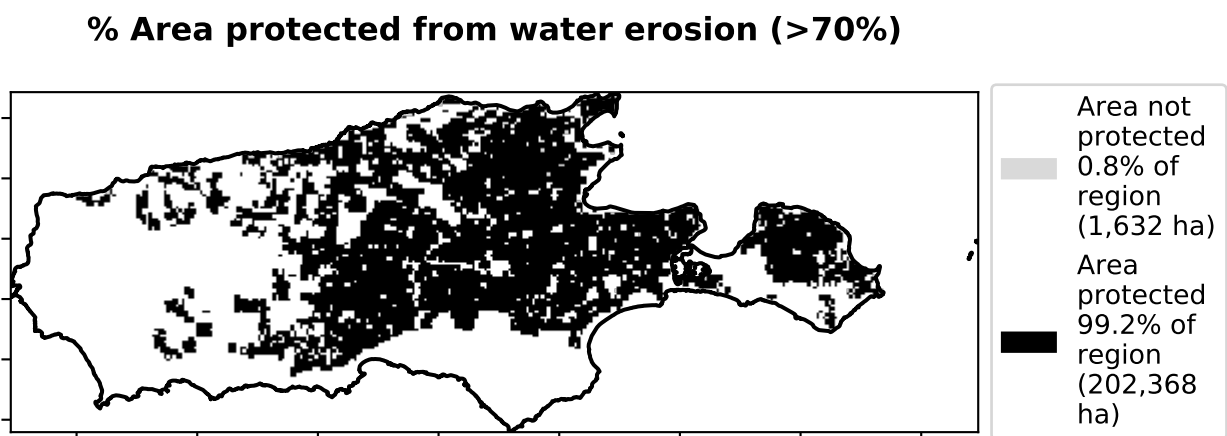 % Area protected from water erosion (>70%)
Area not
protected
0.8% of
region
(1,632 ha)
Area
protected
99.2% of
region
(202,368
ha)